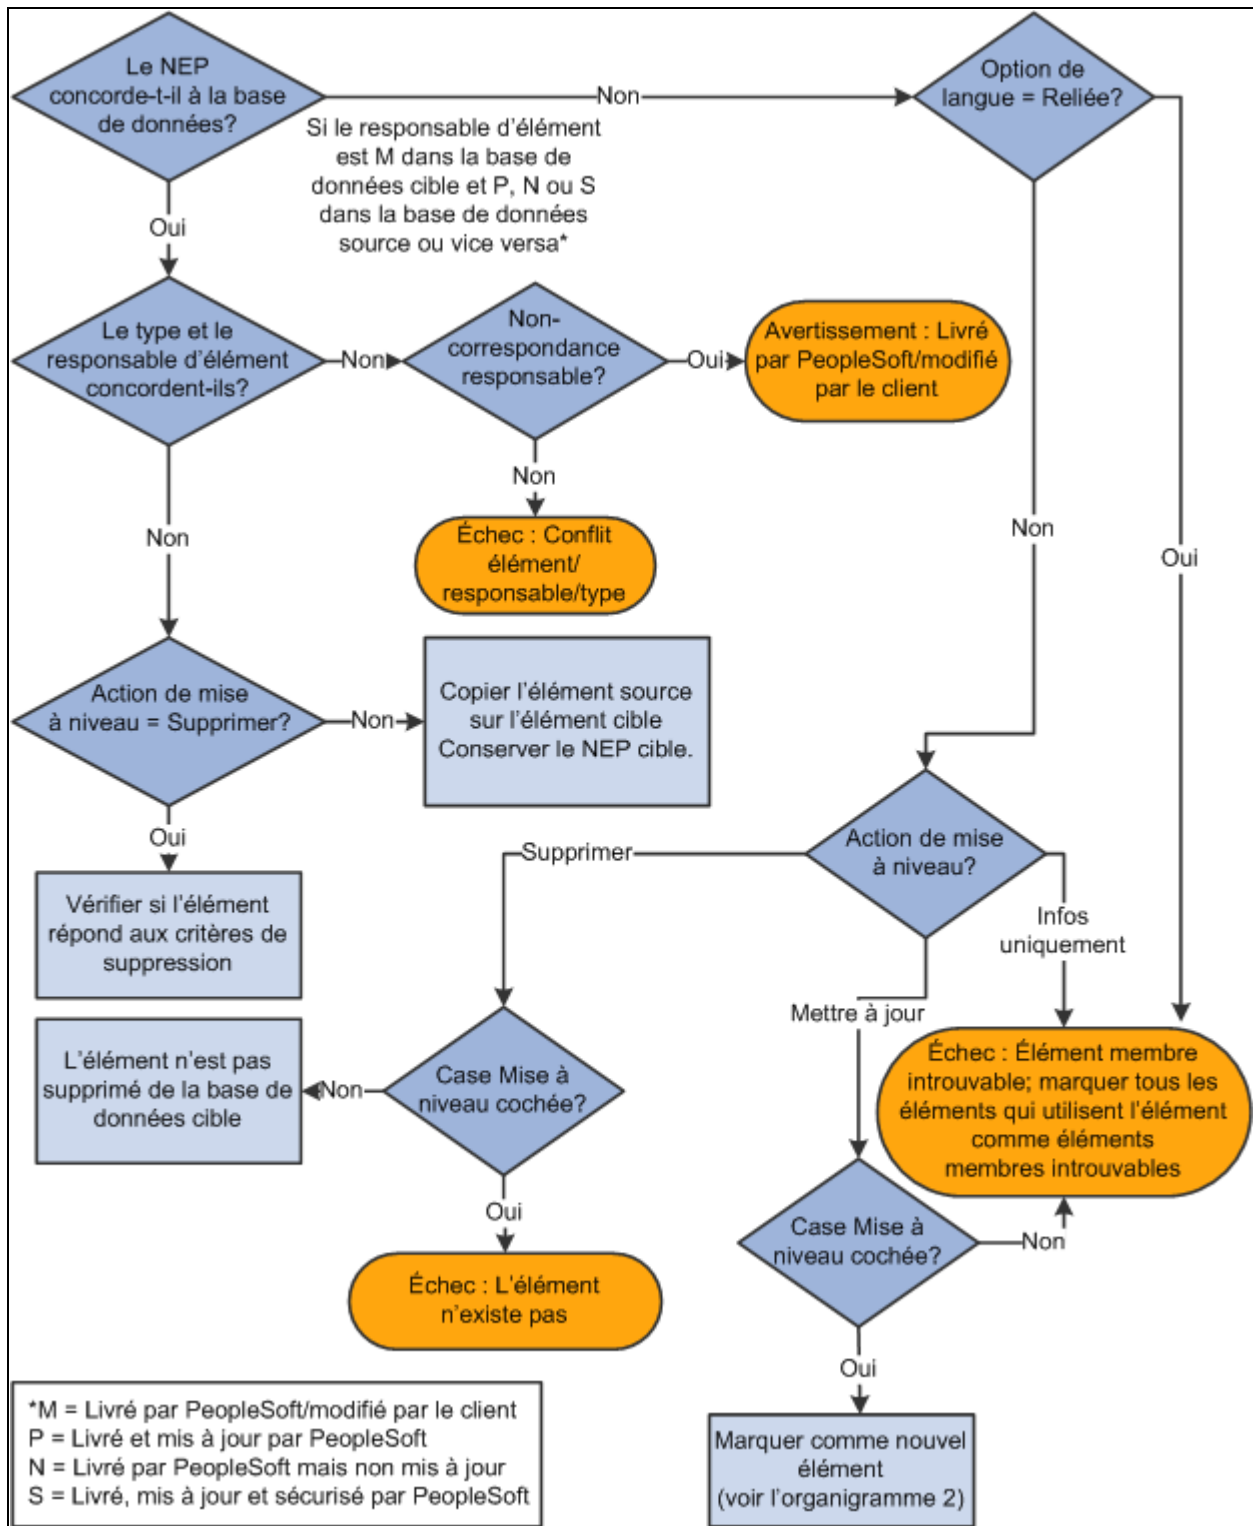 Le NEP
concorde-t-il à la base
de données?
Non
Option de
langue = Reliée?
Si le responsable d'élément
est M dans la base de
données cible et P, N ou S
dans la base de données
source ou vice versa*
Oui
Le type et le
responsable d'élément
concordent-ils?
Non
Non-
correspondance
responsable?
Oui
Avertissement : Livré
par PeopleSoft/modifié
par le client
Non
Échec : Conflit
élément/
responsable/type
Non
Non
Oui
Action de mise
à niveau = Supprimer?
Non
Copier l'élément source
sur l'élément cible
Conserver le NEP cible.
Oui
Vérifier si l'élément
répond aux critères de
suppression
Action de mise
à niveau?
Supprimer
Infos
uniquement
Mettre à jour
L'élément n'est pas
supprimé de la base de
données cible
Non
Case Mise à
niveau cochée?
Échec : Élément membre
introuvable; marquer tous les
éléments qui utilisent l'élément
comme éléments
membres introuvables
Oui
Échec : L'élément
n'existe pas
Case Mise à
niveau cochée?
Non
Oui
Marquer comme nouvel
élément
(voir l'organigramme 2)
*M = Livré par PeopleSoft/modifié par le client
P = Livré et mis à jour par PeopleSoft
N = Livré par PeopleSoft mais non mis à jour
S = Livré, mis à jour et sécurisé par PeopleSoft